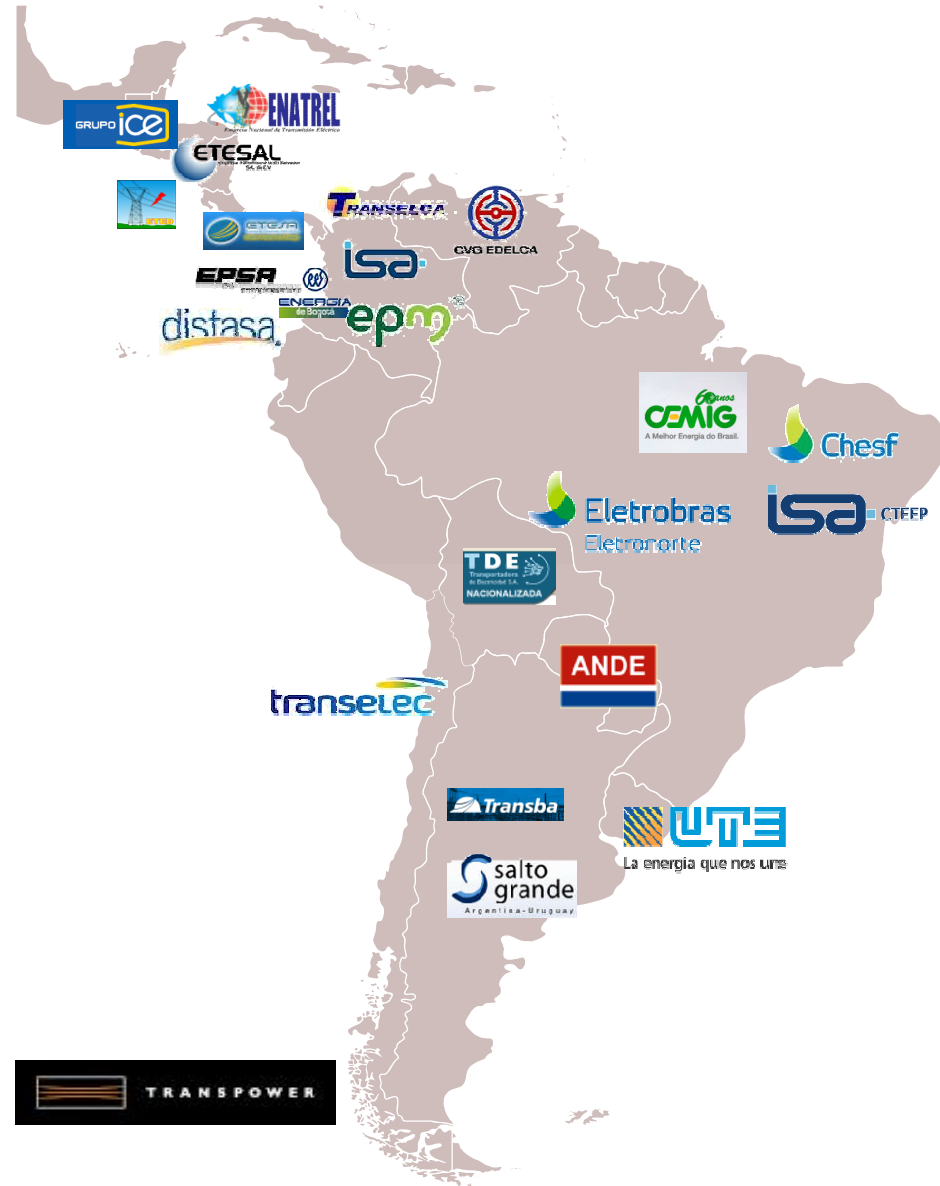 GRUPO ice
ENATREL
Empresa Nacional de Transmisión Eléctrica
ETESAL
TRANSELCA
CVG EDELCA
ETESA
isa
EPSA
ENERGIA
de Bogotá
epm
distasa
60 anos
CEMIG
A Melhor Energia do Brasil.
Chesf
Eletrobras
Eletronorte
isa CTEEP
TDE
Transportadora
de Electricidad S.A.
NACIONALIZADA
ANDE
transelec
Transba
UTE
La energía que nos une
salto
grande
Argentina-Uruguay
TRANSPOWER